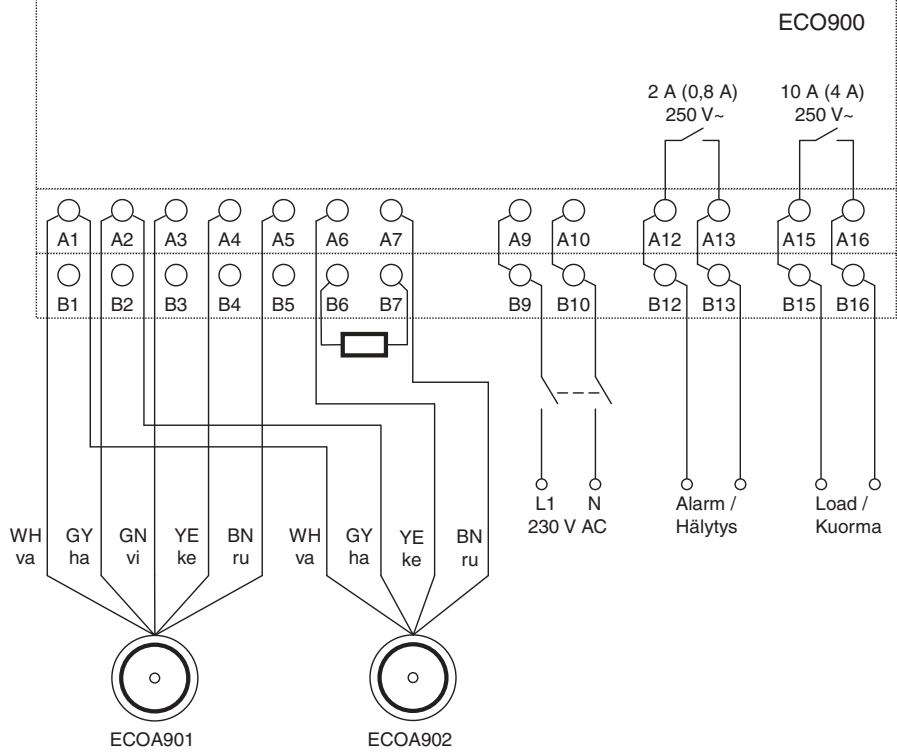 ECO900
2 A (0,8 A)
250 V~
10 A (4 A)
250 V~
A1 A2 A3 A4 A5 A6 A7 A9 A10 A12 A13 A15 A16
B1 B2 B3 B4 B5 B6 B7 B9 B10 B12 B13 B15 B16
L1 N
230 V AC
Alarm /
Hälytys
Load /
Kuorma
WH GY GN YE BN
va ha vi ke ru
WH GY YE BN
va ha ke ru
ECOA901
ECOA902